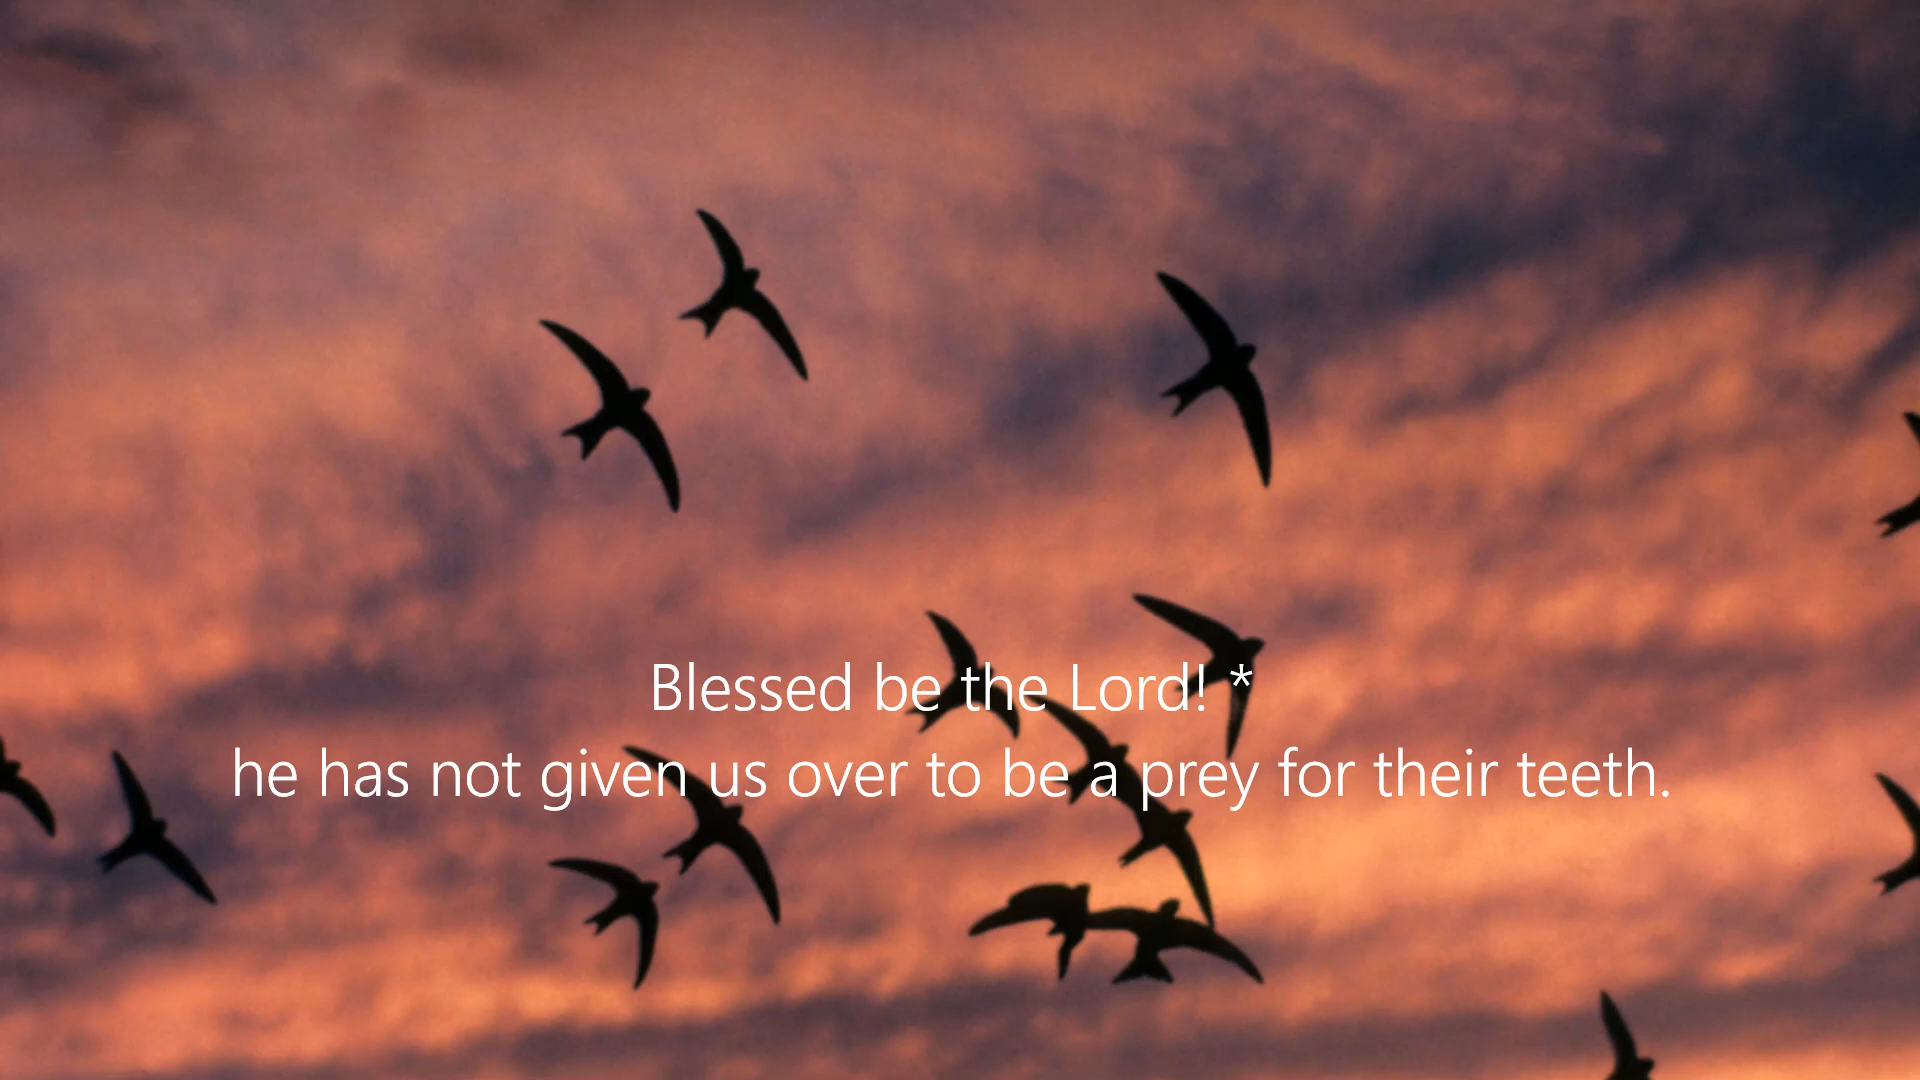 Blessed be the Lord! *
he has not given us over to be a prey for their teeth.